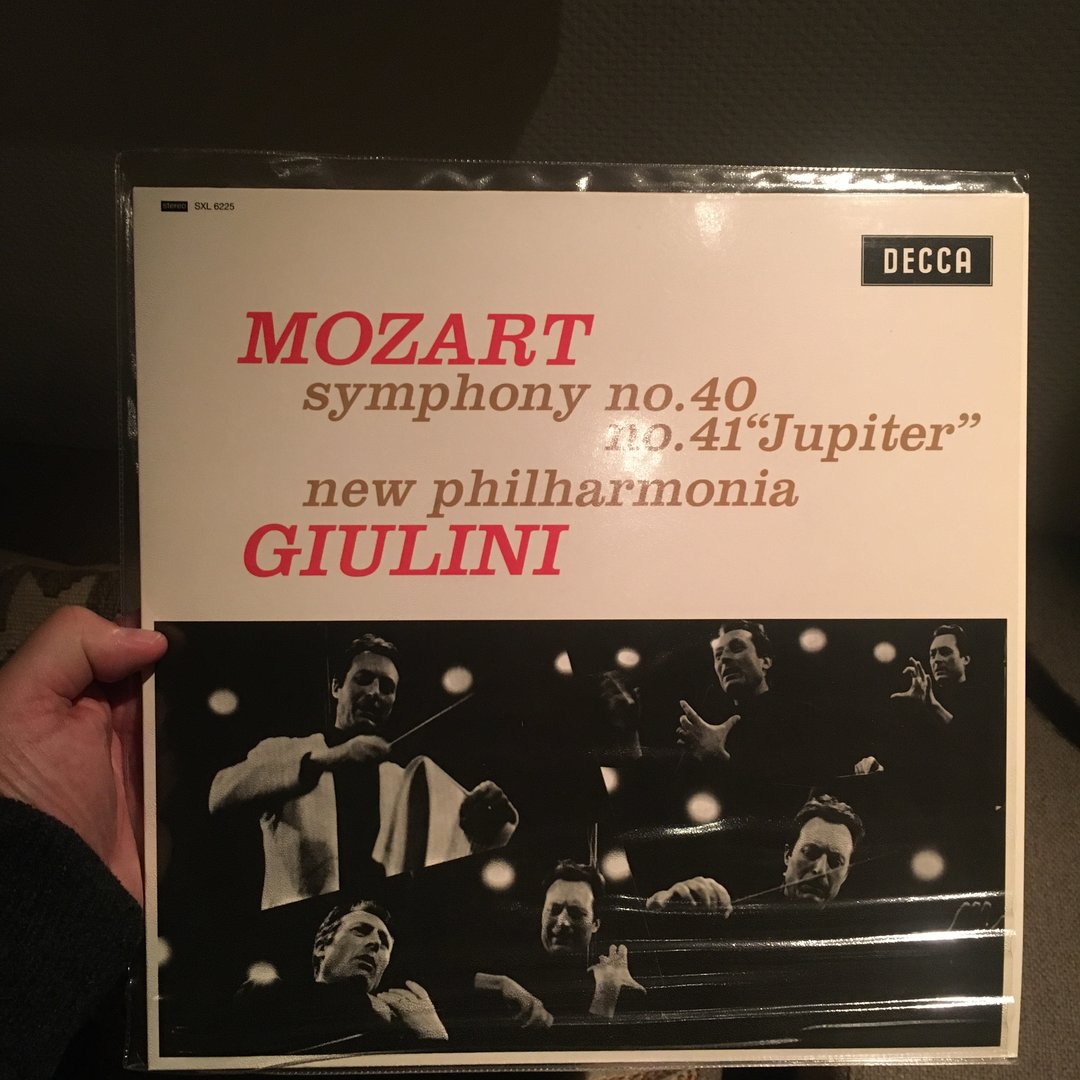 stereo SXL 6225
DECCA
MOZART
symphony no.40
no.41 “Jupiter”
new philharmonia
GIULINI